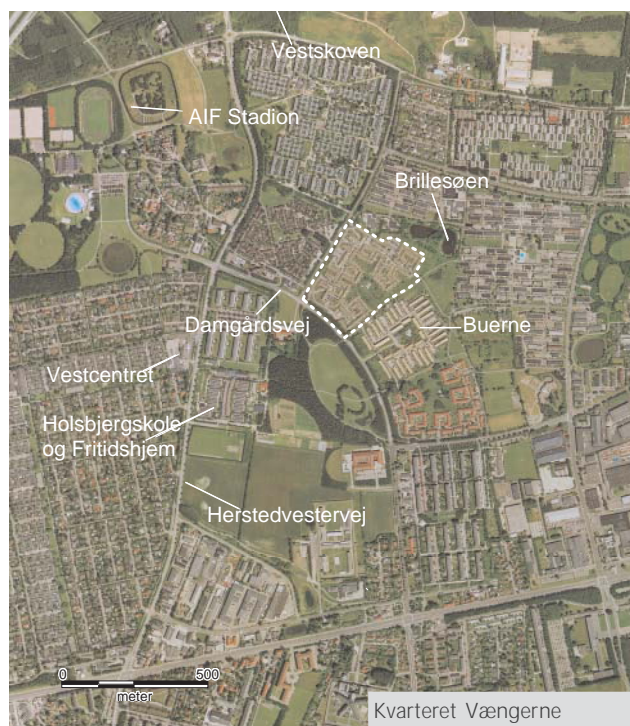 Vestskoven
AIF Stadion
Brillesøen
Damgårdsvej
Buerne
Vestcentret
Holsbjergskole
og Fritidshjem
Herstedvestervej
0 500
meter
Kvarteret Vængerne